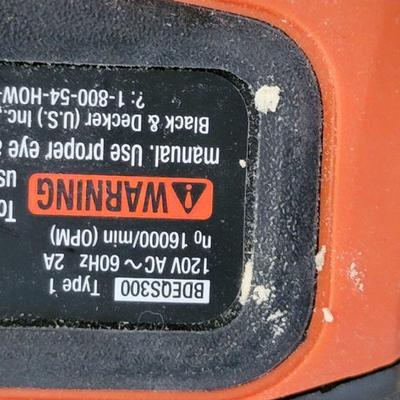 BDEQS300 Type 1
120V AC~ 60HZ 2A
n₀ 16000/min (OPM)
WARNING To
us
manual. Use proper eye a
Black & Decker (U.S.) Inc.,
?: 1-800-54-HOW-